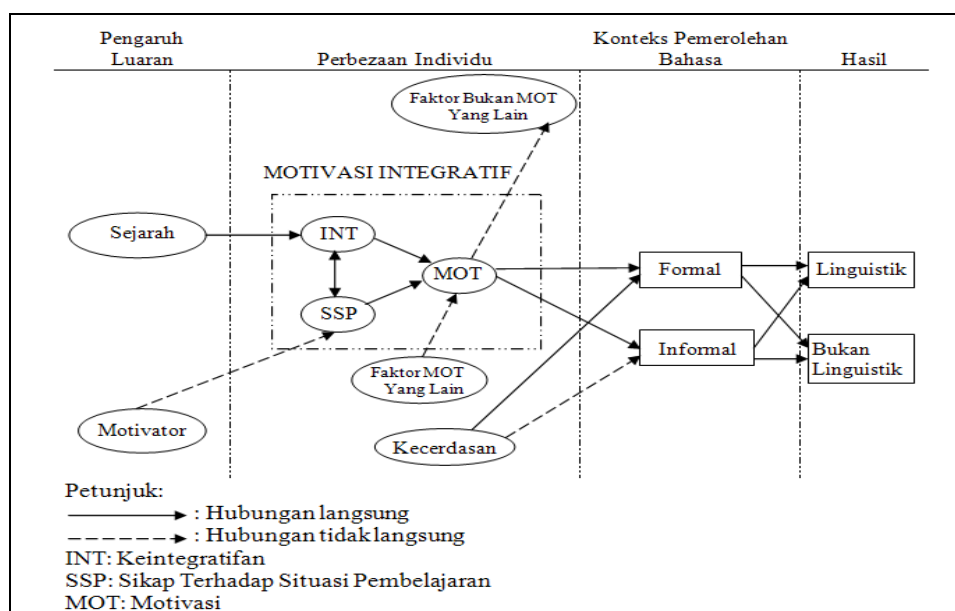 Pengaruh
Luaran
Perbezaan Individu
Konteks Pemerolehan
Bahasa
Hasil
Faktor Bukan MOT
Yang Lain
MOTIVASI INTEGRATIF
Sejarah
INT
MOT
SSP
Formal
Linguistik
Informal
Bukan
Linguistik
Faktor MOT
Yang Lain
Motivator
Kecerdasan
Petunjuk:
: Hubungan langsung
: Hubungan tidak langsung
INT: Keintegratifan
SSP: Sikap Terhadap Situasi Pembelajaran
MOT: Motivasi